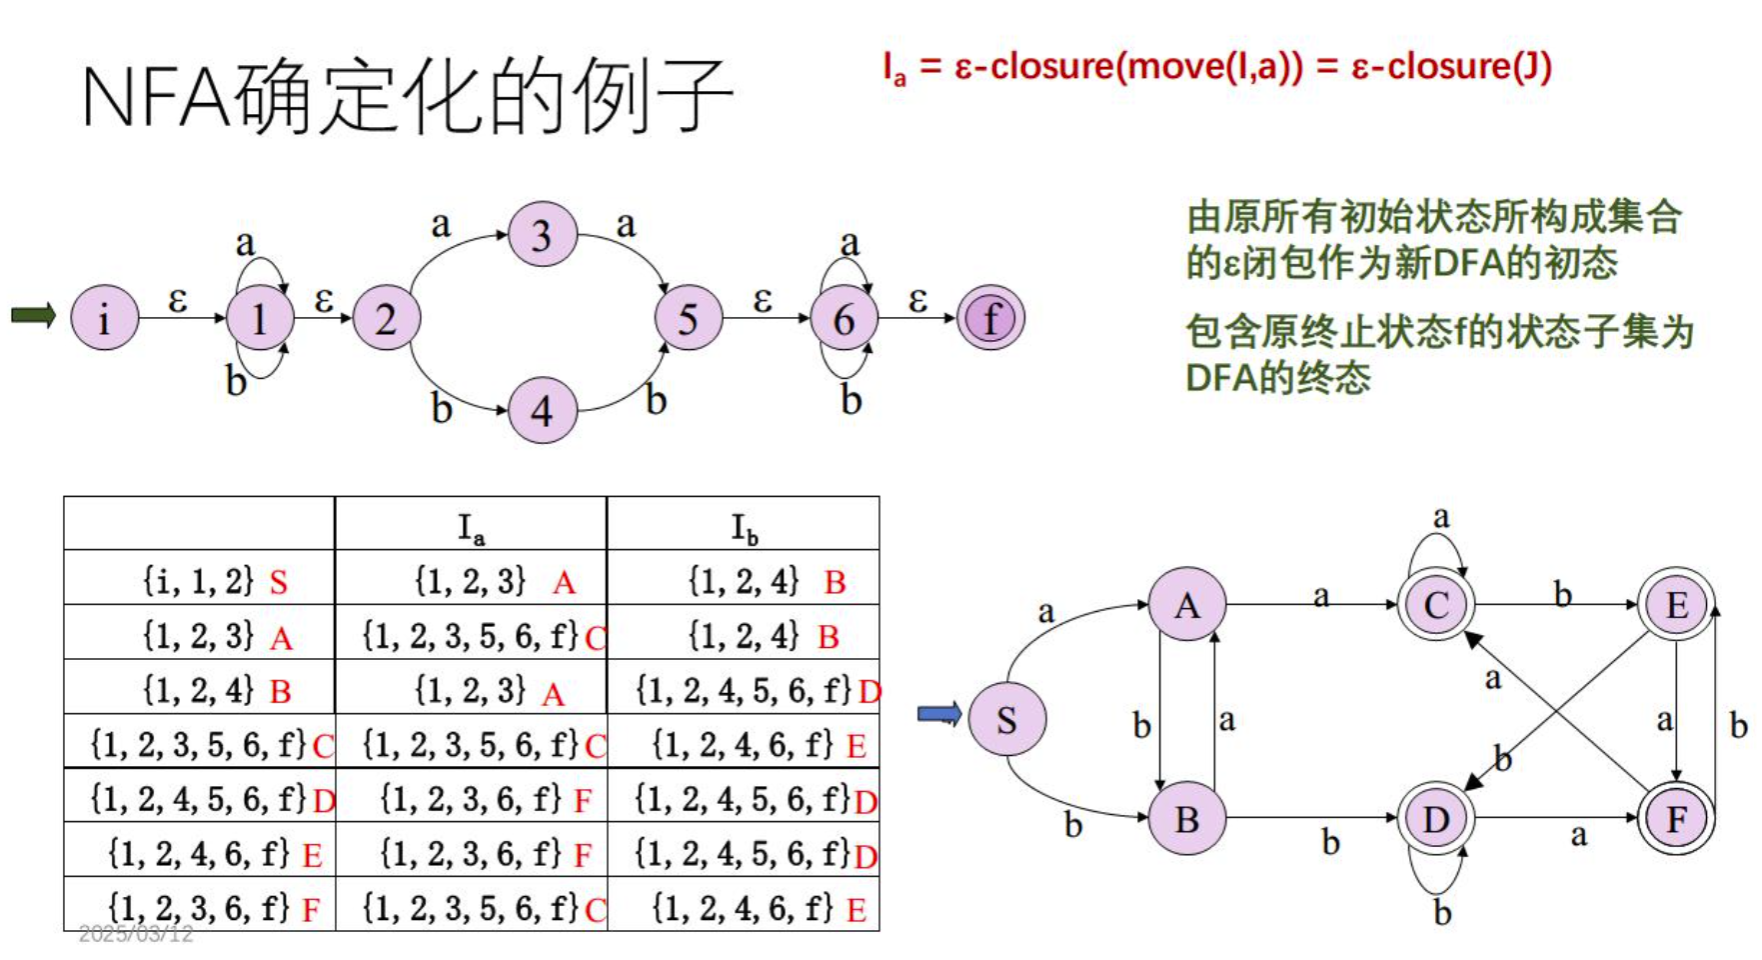 NFA确定化的例子
Ia = ε-closure(move(I,a)) = ε-closure(J)
由原所有初始状态所构成集合
的ε闭包作为新DFA的初态
包含原终止状态f的状态子集为
DFA的终态
a a a a
i ε 1 ε 2 3 5 ε 6 ε f
b b 4 b b
Ia Ib
{i, 1, 2} S {1, 2, 3} A {1, 2, 4} B
{1, 2, 3} A {1, 2, 3, 5, 6, f} C {1, 2, 4} B
{1, 2, 4} B {1, 2, 3} A {1, 2, 4, 5, 6, f} D
{1, 2, 3, 5, 6, f} C {1, 2, 3, 5, 6, f} C {1, 2, 4, 6, f} E
{1, 2, 4, 5, 6, f} D {1, 2, 3, 6, f} F {1, 2, 4, 5, 6, f} D
{1, 2, 4, 6, f} E {1, 2, 3, 6, f} F {1, 2, 4, 5, 6, f} D
{1, 2, 3, 6, f} F {1, 2, 3, 5, 6, f} C {1, 2, 4, 6, f} E
2025/03/12
a
a A a C b E
a
S b a b a b
b B b D a F
b